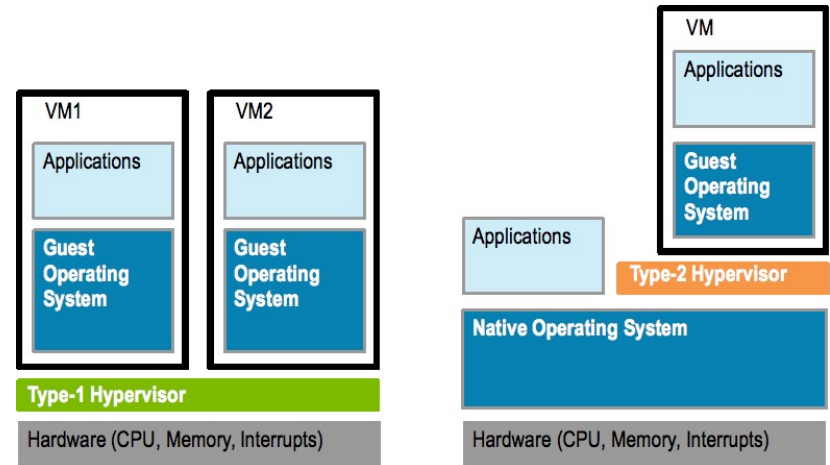 VM1
Applications
Guest
Operating
System
VM2
Applications
Guest
Operating
System
Type-1 Hypervisor
Hardware (CPU, Memory, Interrupts)
VM
Applications
Guest
Operating
System
Applications
Type-2 Hypervisor
Native Operating System
Hardware (CPU, Memory, Interrupts)